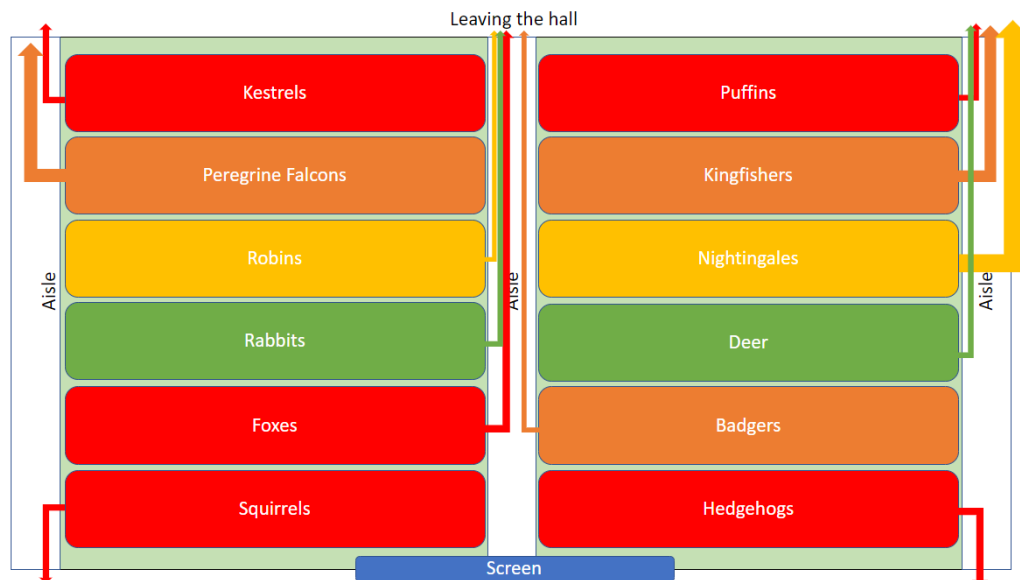 Leaving the hall
Kestrels
Puffins
Peregrine Falcons
Kingfishers
Robins
Nightingales
Aisle
Aisle
Aisle
Rabbits
Deer
Foxes
Badgers
Squirrels
Hedgehogs
Screen